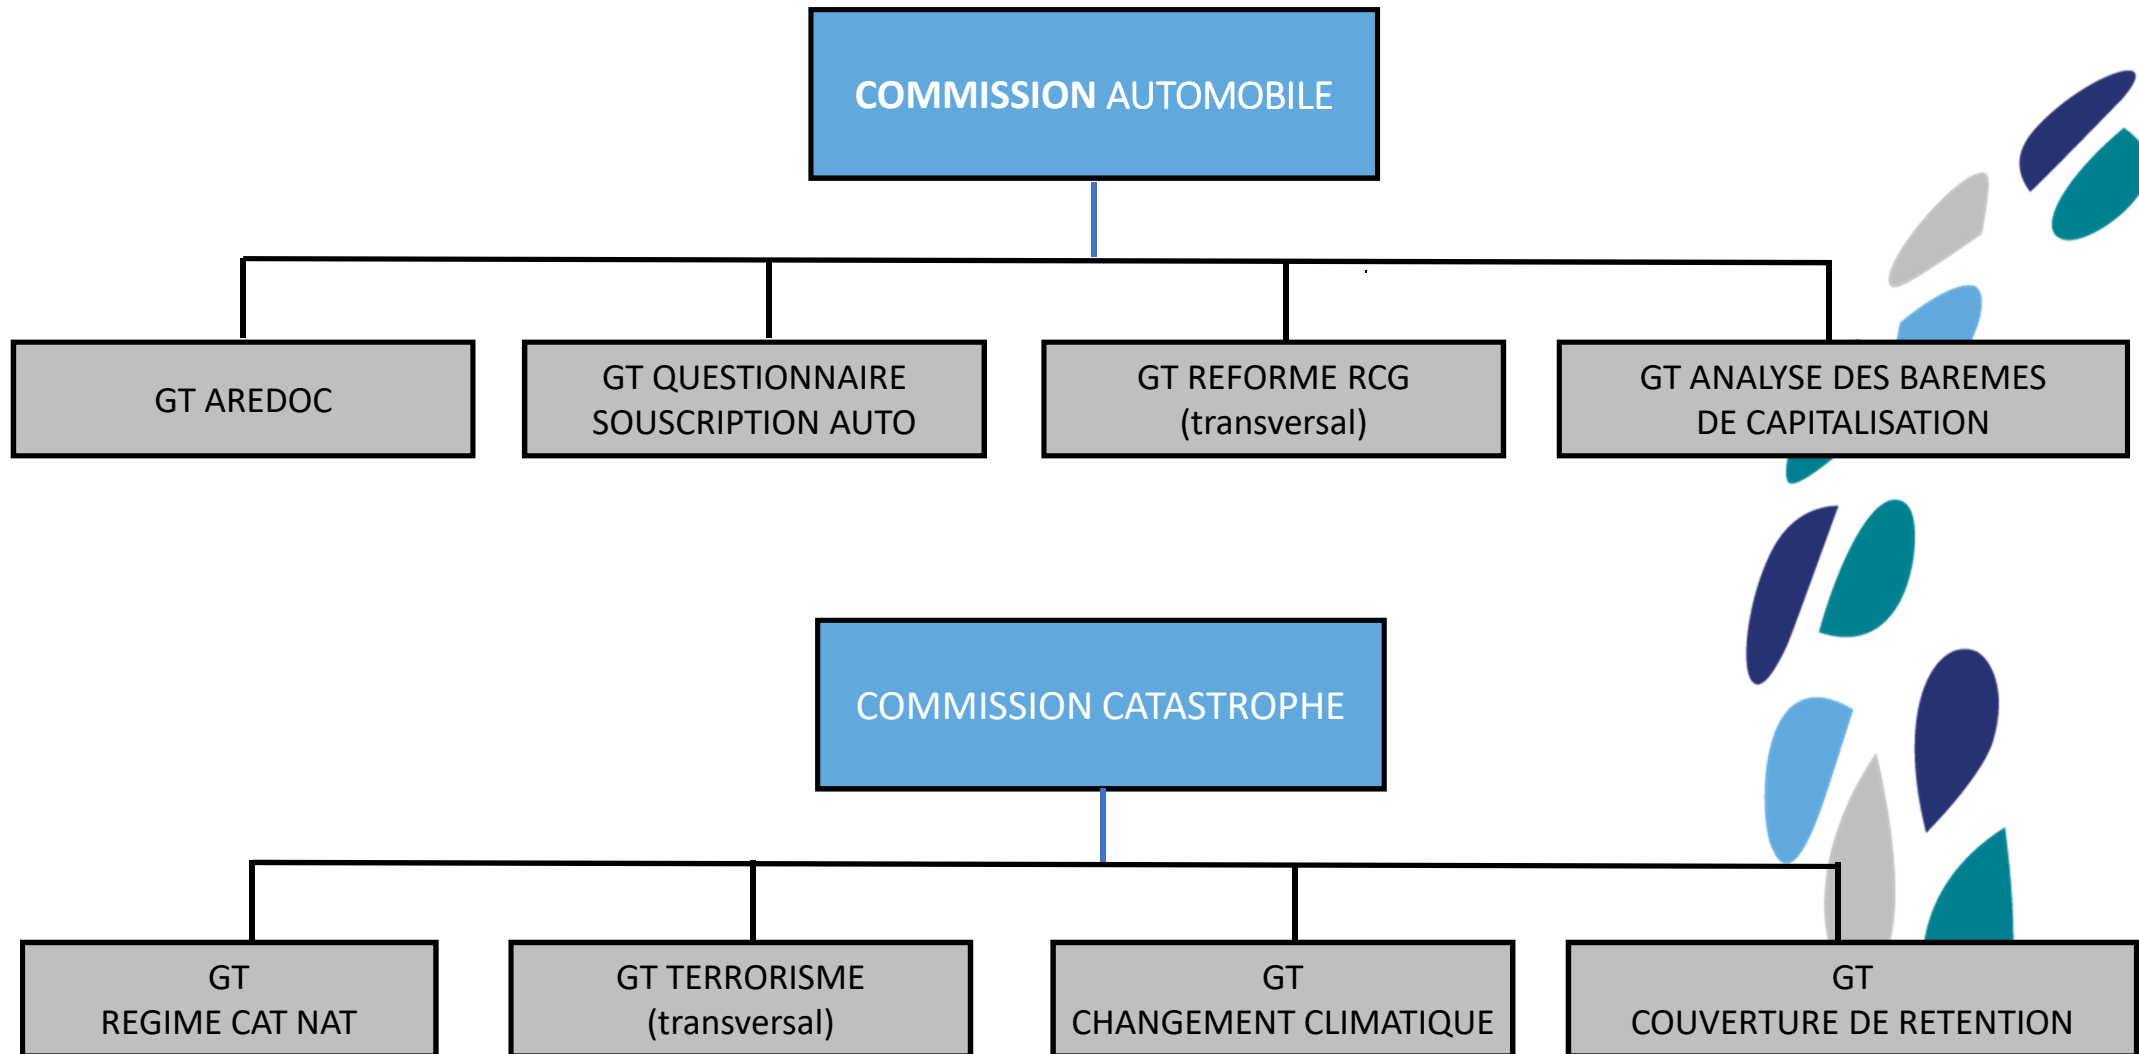 COMMISSION AUTOMOBILE
GT AREDOC
GT QUESTIONNAIRE
SOUSCRIPTION AUTO
GT REFORME RCG
(transversal)
GT ANALYSE DES BAREMES
DE CAPITALISATION
COMMISSION CATASTROPHE
GT
REGIME CAT NAT
GT TERRORISME
(transversal)
GT
CHANGEMENT CLIMATIQUE
GT
COUVERTURE DE RETENTION